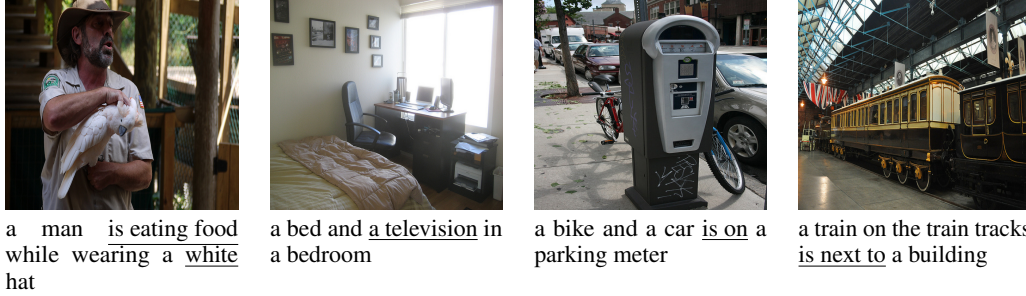 a man is eating food
while wearing a white
hat
a bed and a television in
a bedroom
a bike and a car is on a
parking meter
a train on the train tracks
is next to a building